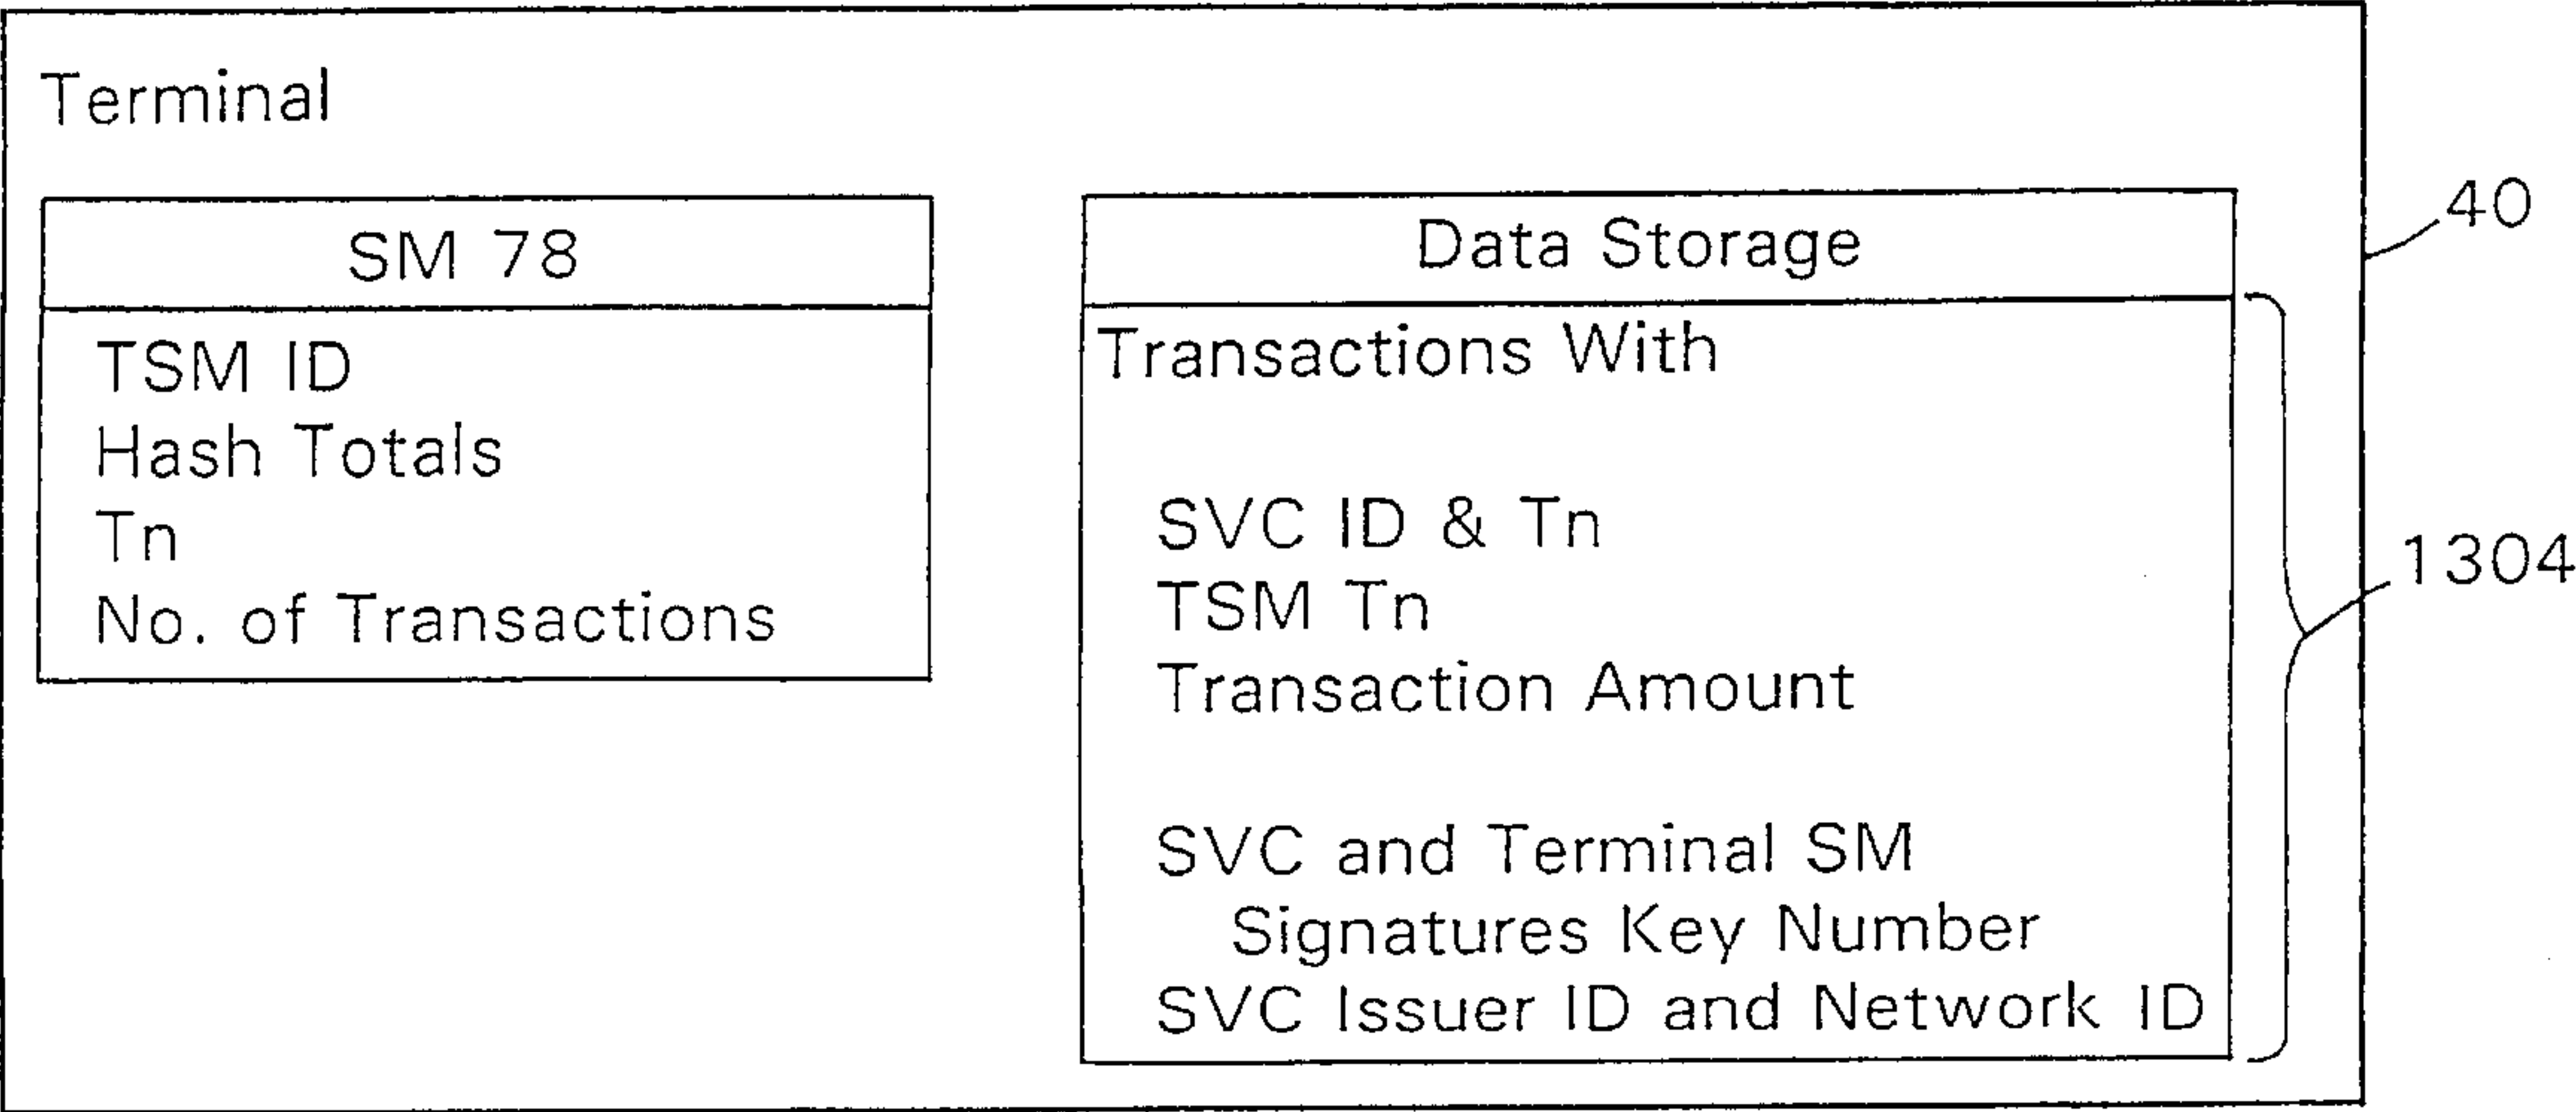 Terminal
SM 78
TSM ID
Hash Totals
Tn
No. of Transactions
Data Storage
Transactions With
SVC ID & Tn
TSM Tn
Transaction Amount
SVC and Terminal SM
Signatures Key Number
SVC Issuer ID and Network ID
40
1304